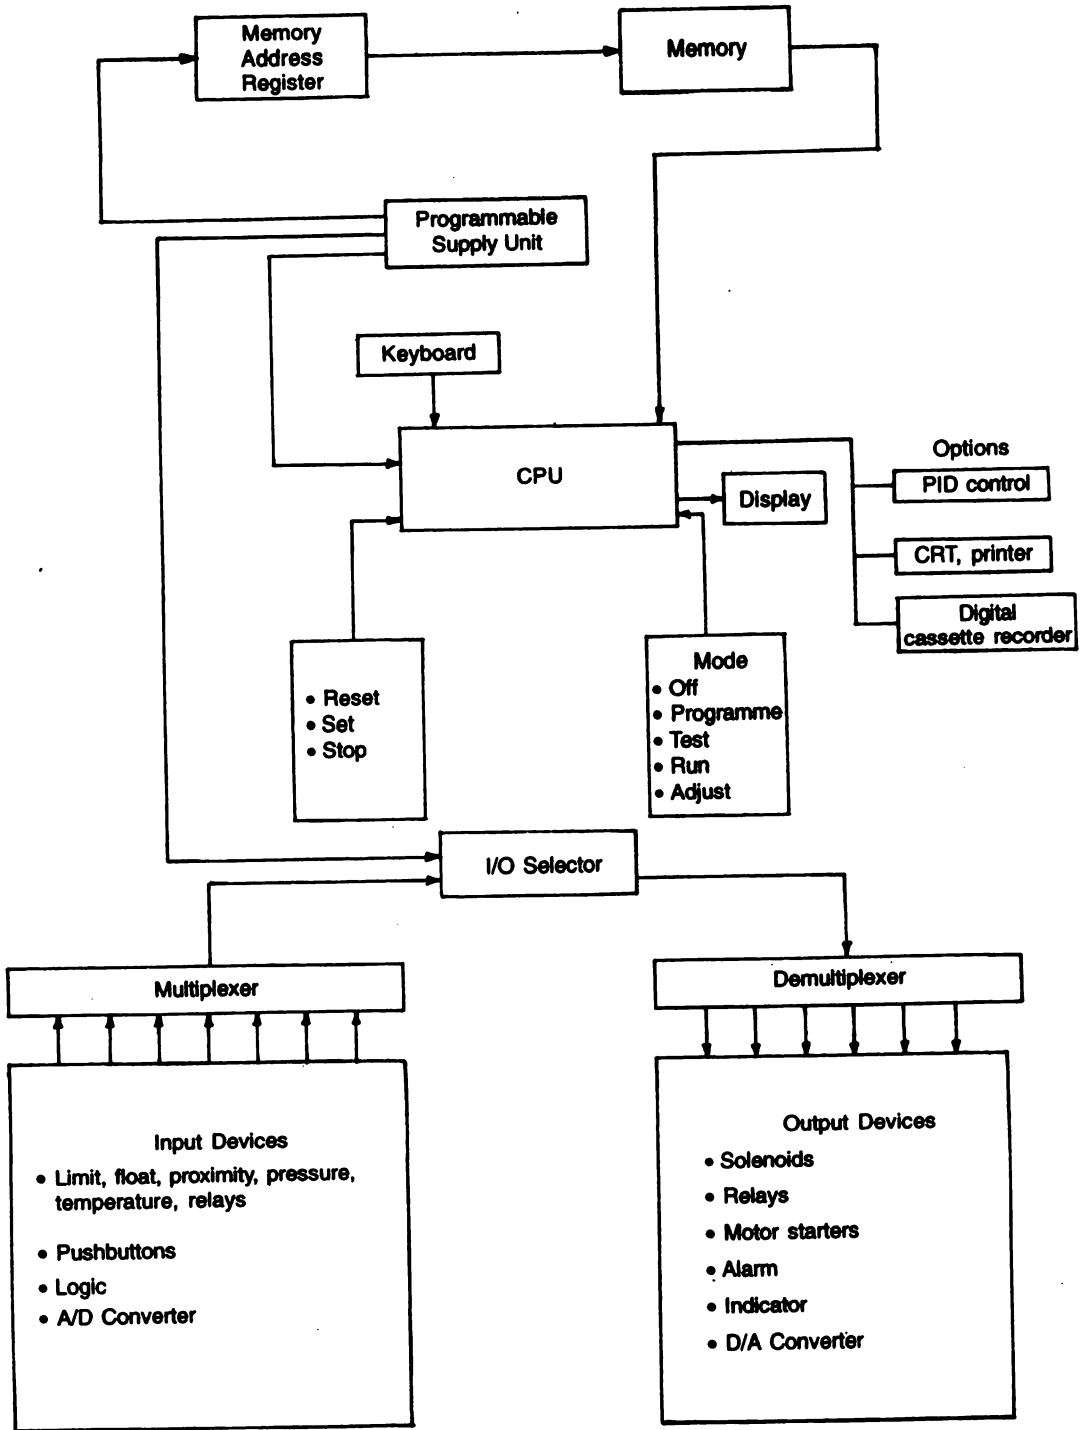 Memory
Address
Register
Memory
Programmable
Supply Unit
Keyboard
CPU
Display
Options
PID control
CRT, printer
Digital
cassette recorder
• Reset
• Set
• Stop
Mode
• Off
• Programme
• Test
• Run
• Adjust
I/O Selector
Multiplexer
Demultiplexer
Input Devices
• Limit, float, proximity, pressure,
temperature, relays
• Pushbuttons
• Logic
• A/D Converter
Output Devices
• Solenoids
• Relays
• Motor starters
• Alarm
• Indicator
• D/A Converter